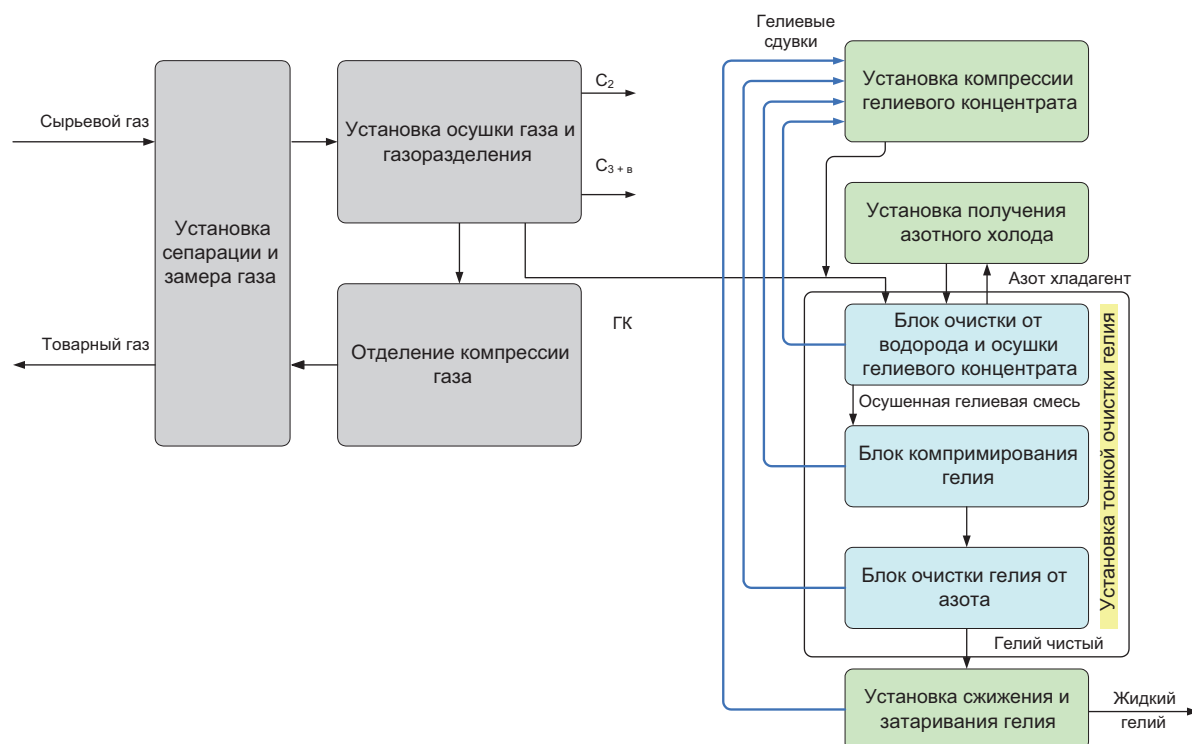 Гелиевые
сдувки
Сырьевой газ
Установка
сепарации и
замера газа
Товарный газ
Установка осушки газа и
газоразделения
C2
C3 + в
Отделение компрессии
газа
ГК
Установка компрессии
гелиевого концентрата
Установка получения
азотного холода
Азот хладагент
Блок очистки от
водорода и осушки
гелиевого концентрата
Осушенная гелиевая смесь
Блок компримирования
гелия
Блок очистки гелия от
азота
Установка тонкой очистки гелия
Гелий чистый
Установка сжижения и
затаривания гелия
Жидкий
гелий